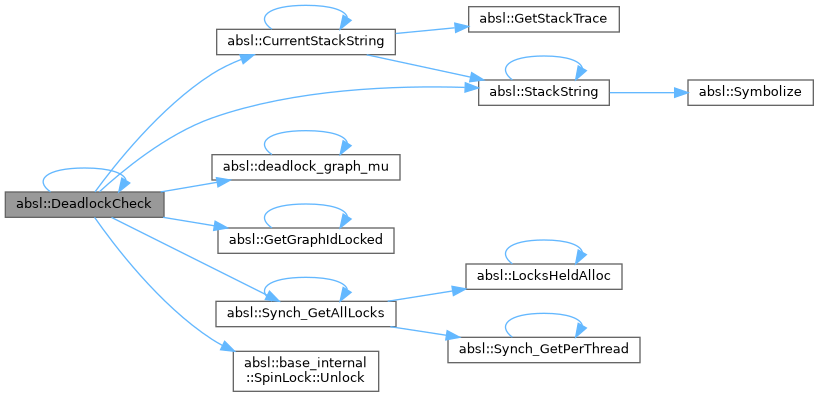 absl::DeadlockCheck
absl::CurrentStackString
absl::GetStackTrace
absl::StackString
absl::Symbolize
absl::deadlock_graph_mu
absl::GetGraphIdLocked
absl::Synch_GetAllLocks
absl::LocksHeldAlloc
absl::Synch_GetPerThread
absl::base_internal
::SpinLock::Unlock